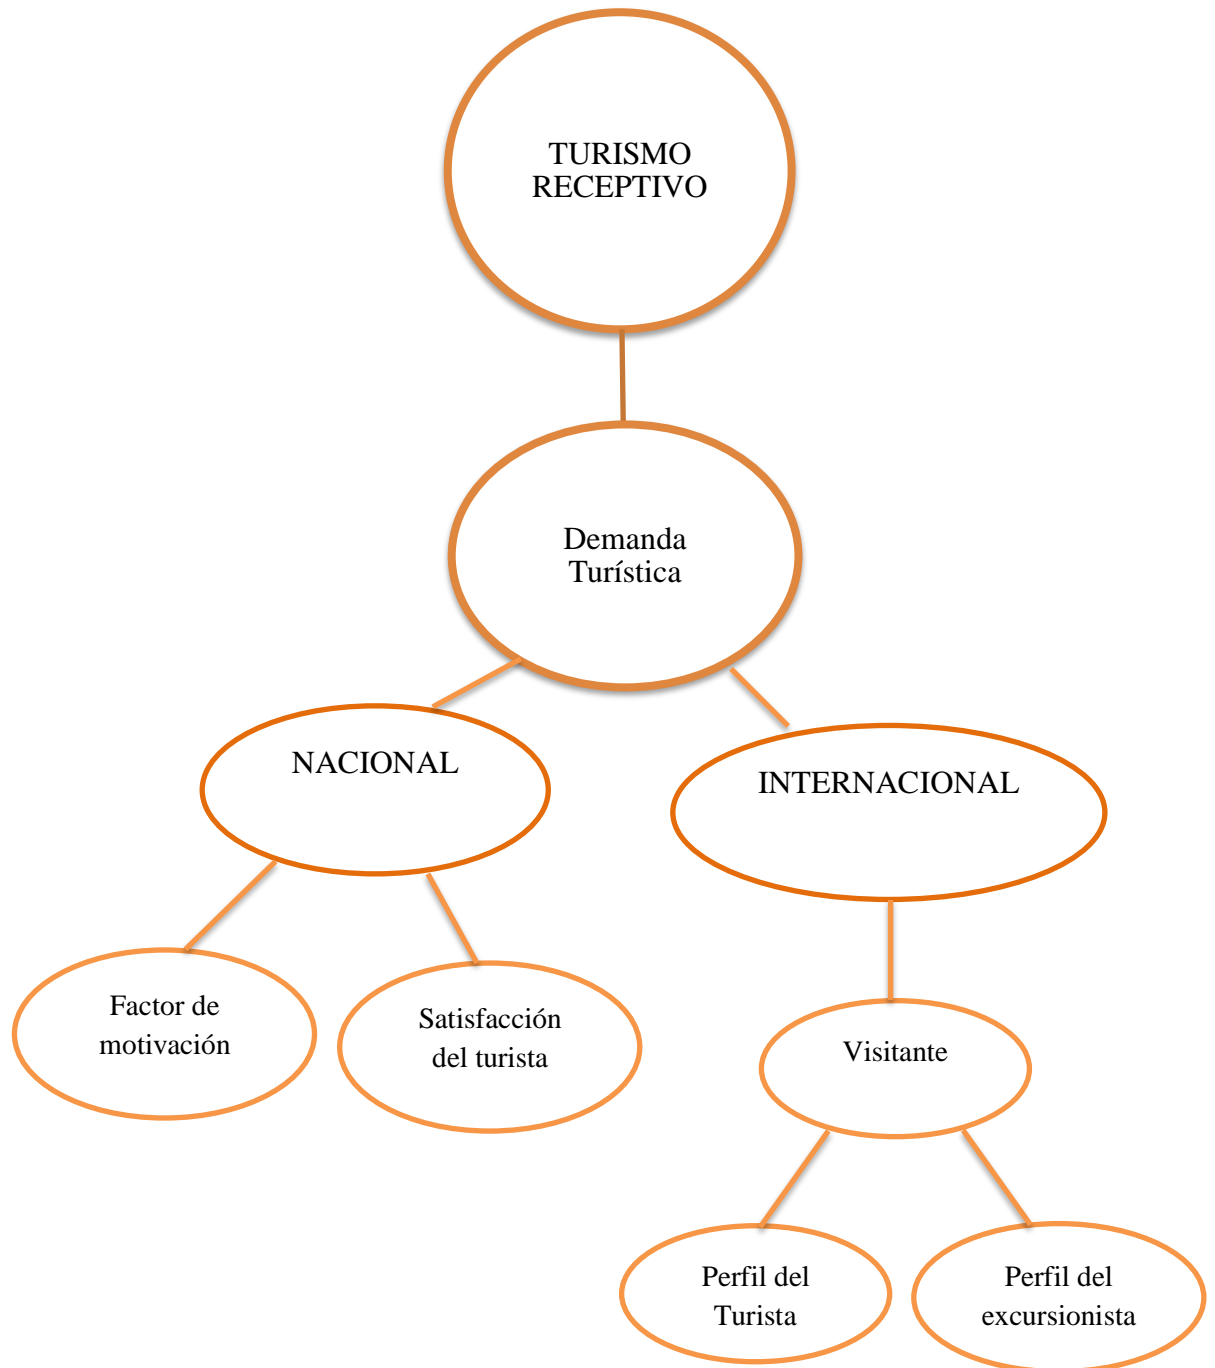 TURISMO
RECEPTIVO
Demanda
Turística
NACIONAL
INTERNACIONAL
Factor de
motivación
Satisfacción
del turista
Visitante
Perfil del
Turista
Perfil del
excursionista